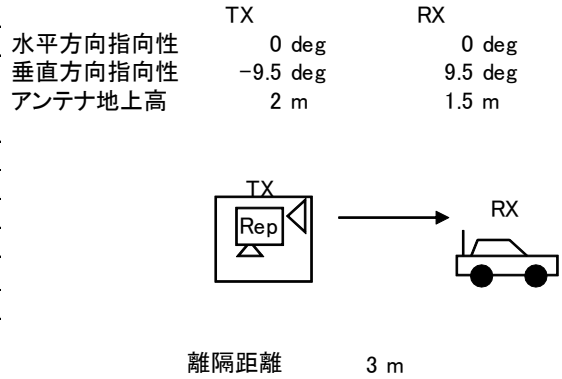 TX RX
水平方向指向性 0 deg 0 deg
垂直方向指向性 -9.5 deg 9.5 deg
アンテナ地上高 2 m 1.5 m
TX
Rep
RX
離隔距離 3 m